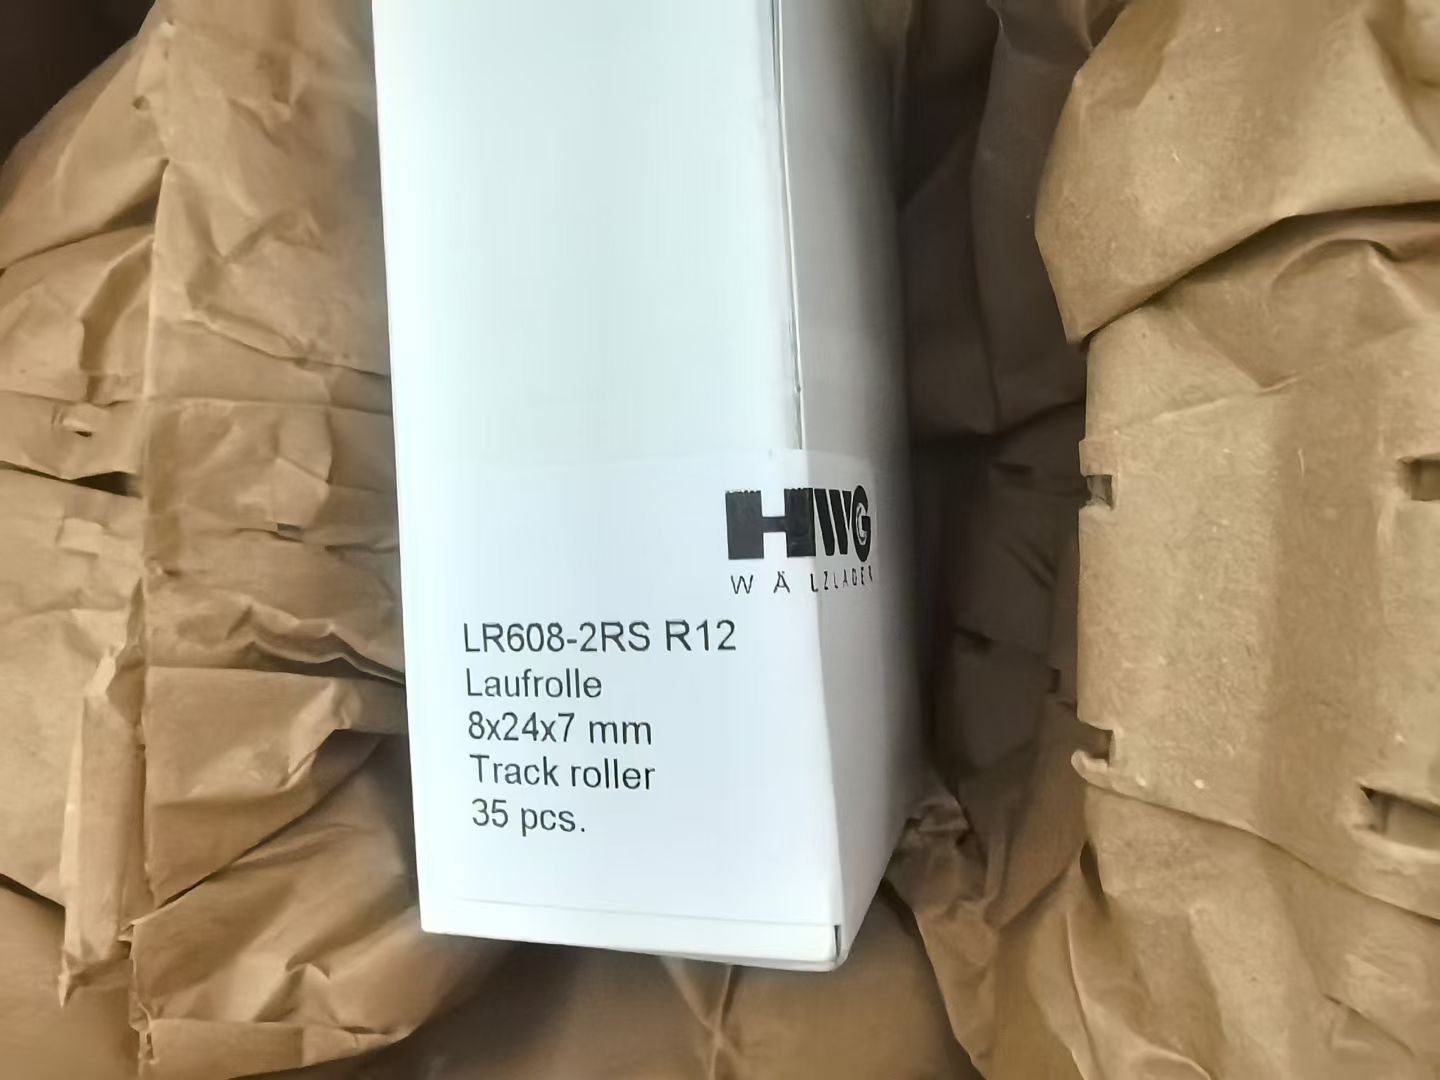 HWG
WÄLZLAGER
LR608-2RS R12
Laufrolle
8x24x7 mm
Track roller
35 pcs.